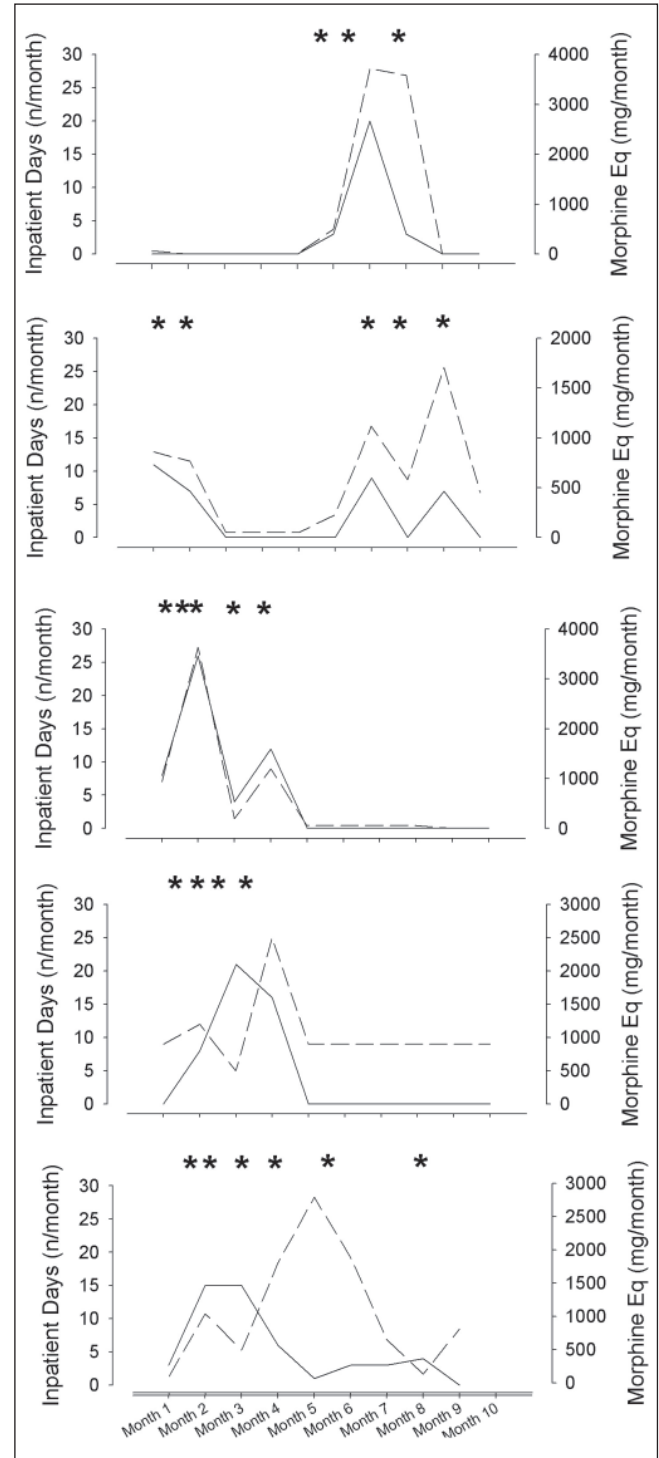 * * *
Inpatient Days (n/month)
30
25
20
15
10
5
0
4000
3000
2000
1000
0
Morphine Eq (mg/month)
* * * * *
Inpatient Days (n/month)
30
25
20
15
10
5
0
2000
1500
1000
500
0
Morphine Eq (mg/month)
*** * *
Inpatient Days (n/month)
30
25
20
15
10
5
0
4000
3000
2000
1000
0
Morphine Eq (mg/month)
* * * *
Inpatient Days (n/month)
30
25
20
15
10
5
0
3000
2500
2000
1500
1000
500
0
Morphine Eq (mg/month)
** * * * *
Inpatient Days (n/month)
30
25
20
15
10
5
0
3000
2500
2000
1500
1000
500
0
Morphine Eq (mg/month)
Month 1
Month 2
Month 3
Month 4
Month 5
Month 6
Month 7
Month 8
Month 9
Month 10